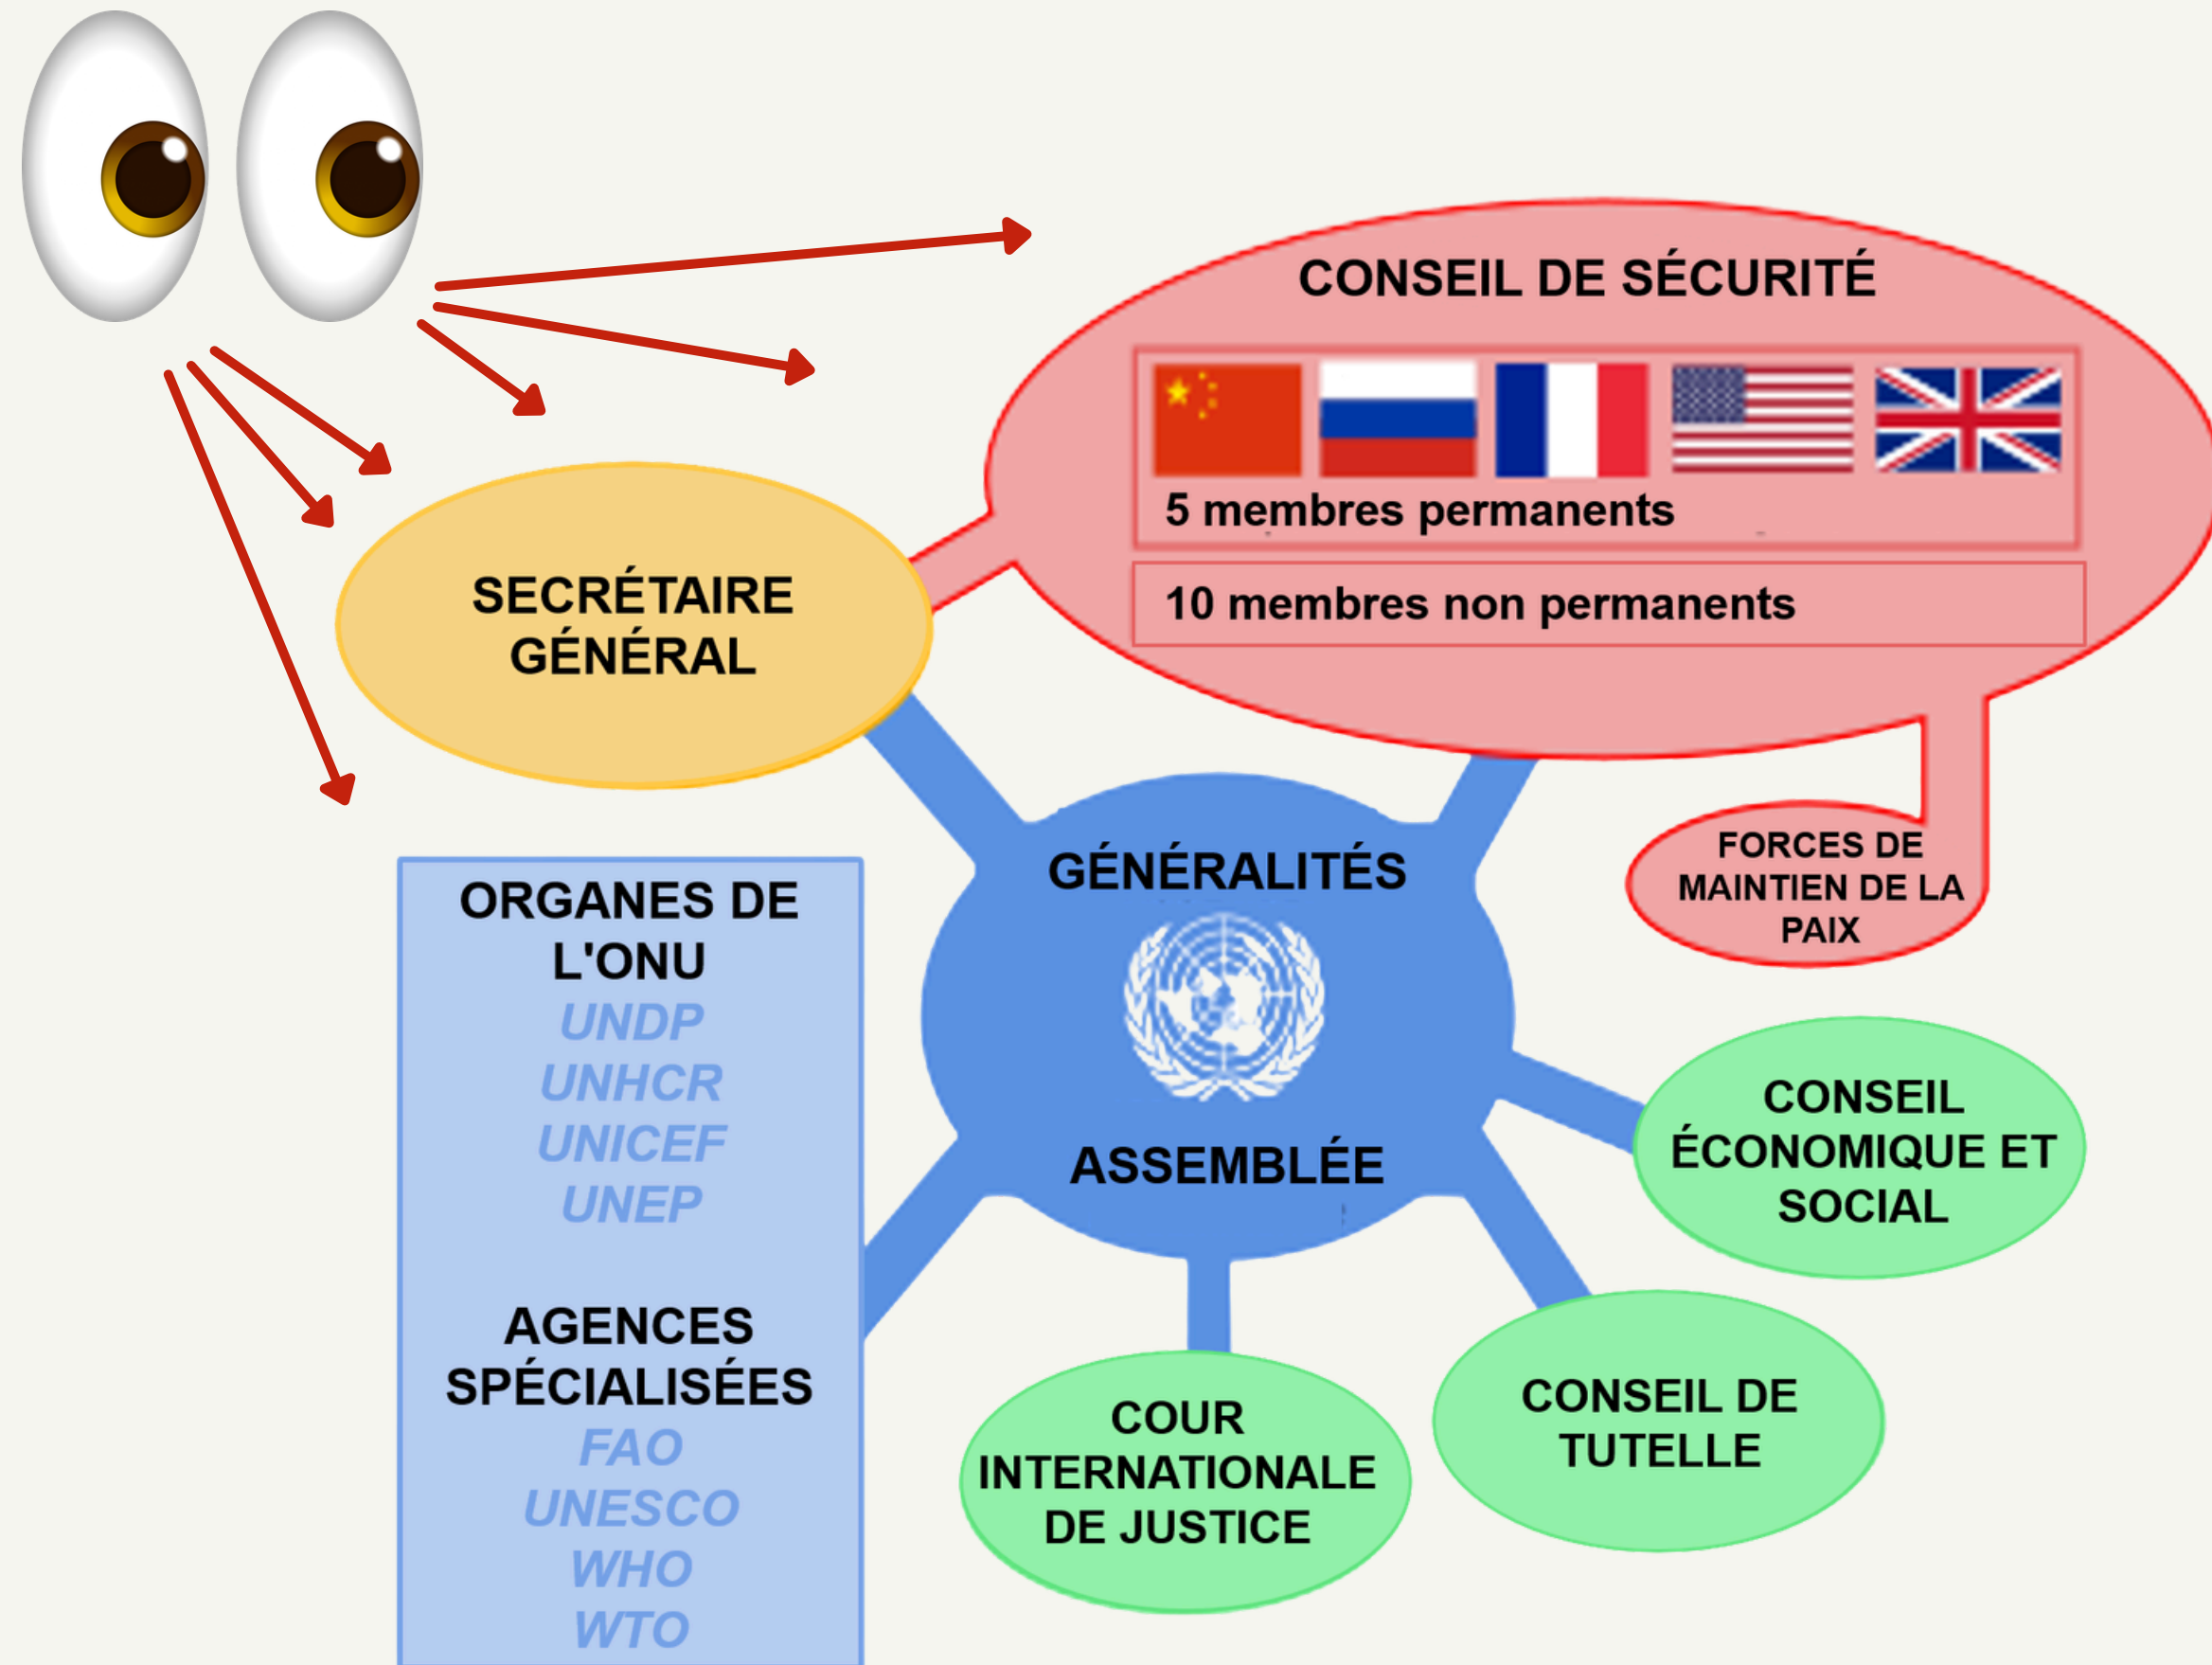 CONSEIL DE SÉCURITÉ
5 membres permanents
10 membres non permanents
SECRÉTAIRE
GÉNÉRAL
GÉNÉRALITÉS
ASSEMBLÉE
FORCES DE
MAINTIEN DE LA
PAIX
ORGANES DE
L'ONU
UNDP
UNHCR
UNICEF
UNEP
AGENCES
SPÉCIALISÉES
FAO
UNESCO
WHO
WTO
CONSEIL
ÉCONOMIQUE ET
SOCIAL
CONSEIL DE
TUTELLE
COUR
INTERNATIONALE
DE JUSTICE